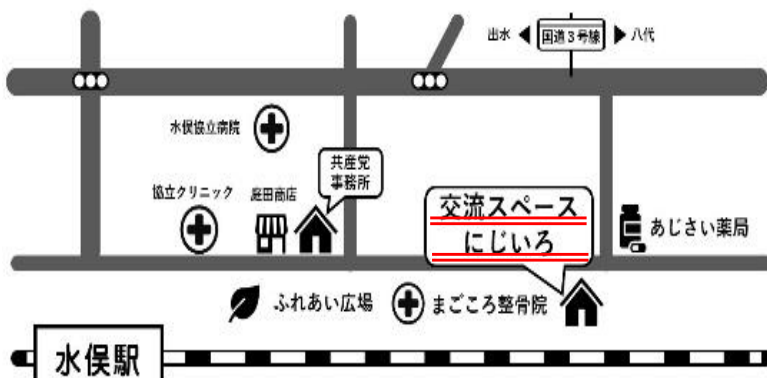 出水 ◀ 国道3号線 ▶ 八代
水俣協立病院
共産党
事務所
協立クリニック
庭田商店
交流スペース
にじいろ
あじさい薬局
ふれあい広場
まごころ整骨院
水俣駅